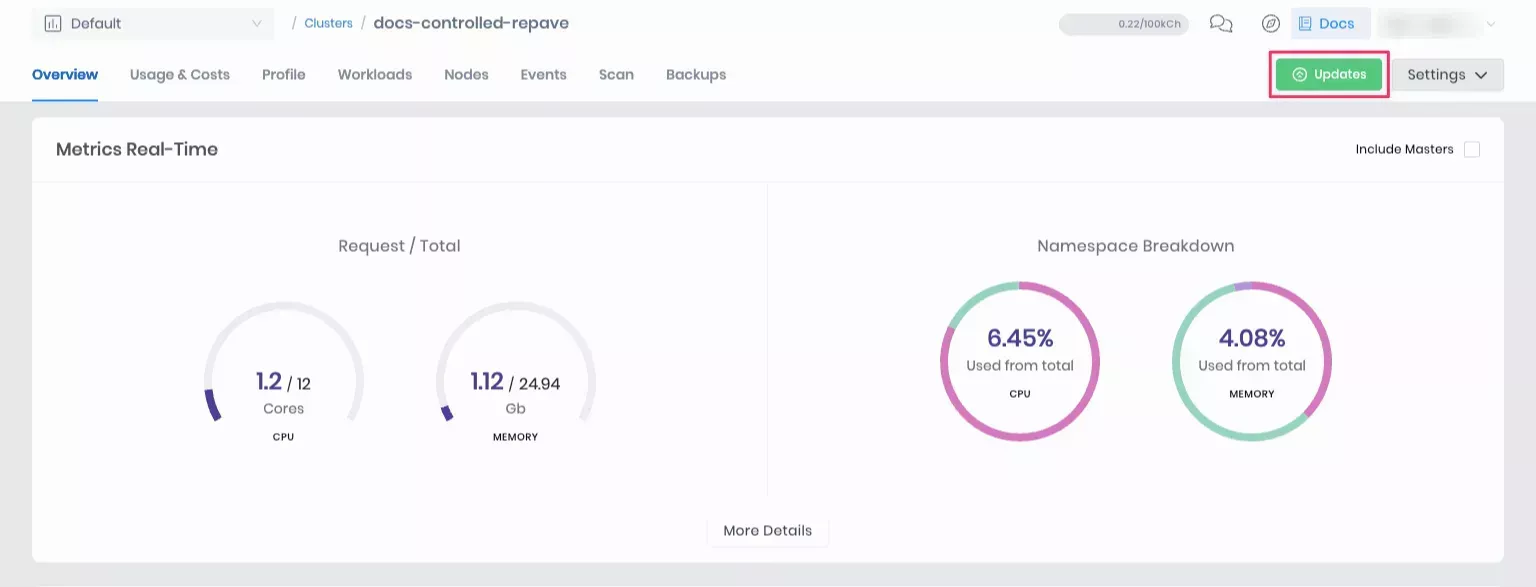 Default / Clusters / docs-controlled-repave 0.22/100kCh Docs
Overview Usage & Costs Profile Workloads Nodes Events Scan Backups Updates Settings
Metrics Real-Time Include Masters
Request / Total Namespace Breakdown
1.2 / 12 1.12 / 24.94 6.45% 4.08%
Cores Gb Used from total Used from total
CPU MEMORY CPU MEMORY
More Details